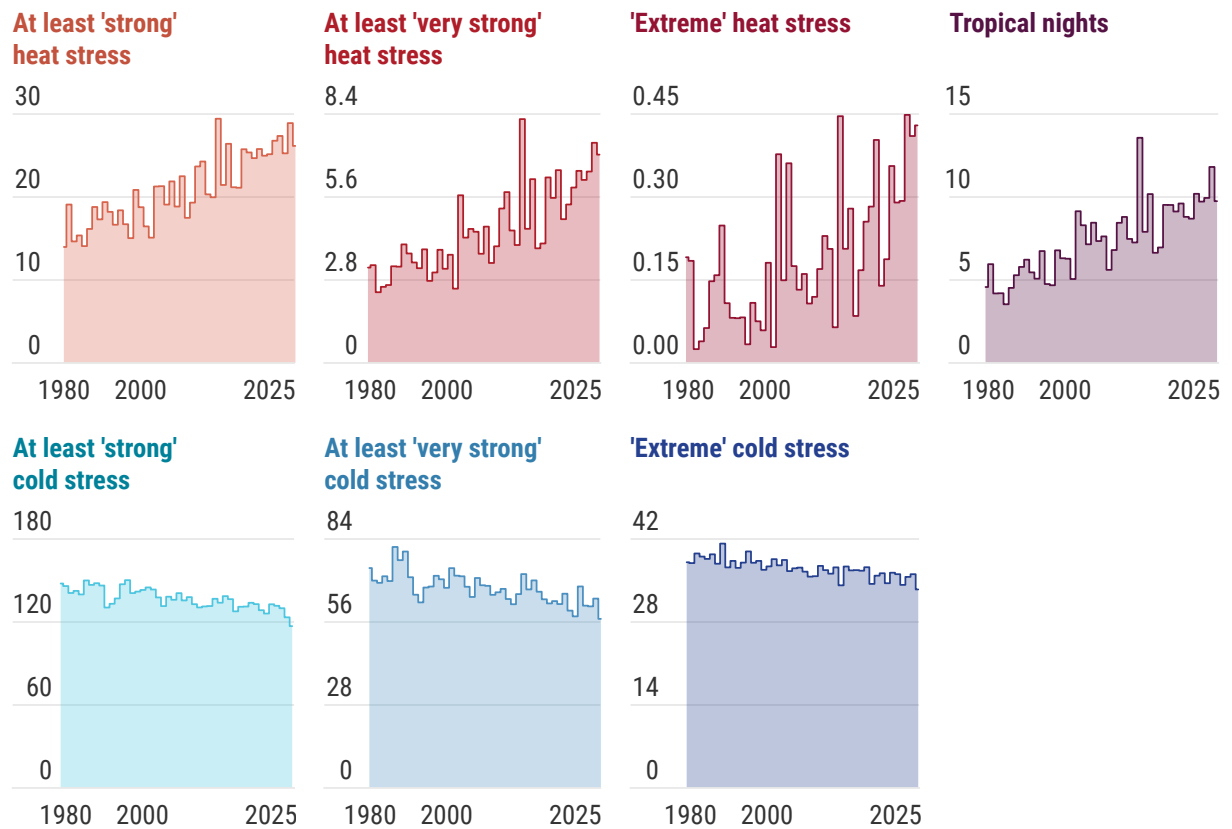 At least 'strong'
heat stress
30
20
10
0
1980 2000 2025
At least 'very strong'
heat stress
8.4
5.6
2.8
0
1980 2000 2025
'Extreme' heat stress
0.45
0.30
0.15
0.00
1980 2000 2025
Tropical nights
15
10
5
0
1980 2000 2025
At least 'strong'
cold stress
180
120
60
0
1980 2000 2025
At least 'very strong'
cold stress
84
56
28
0
1980 2000 2025
'Extreme' cold stress
42
28
14
0
1980 2000 2025